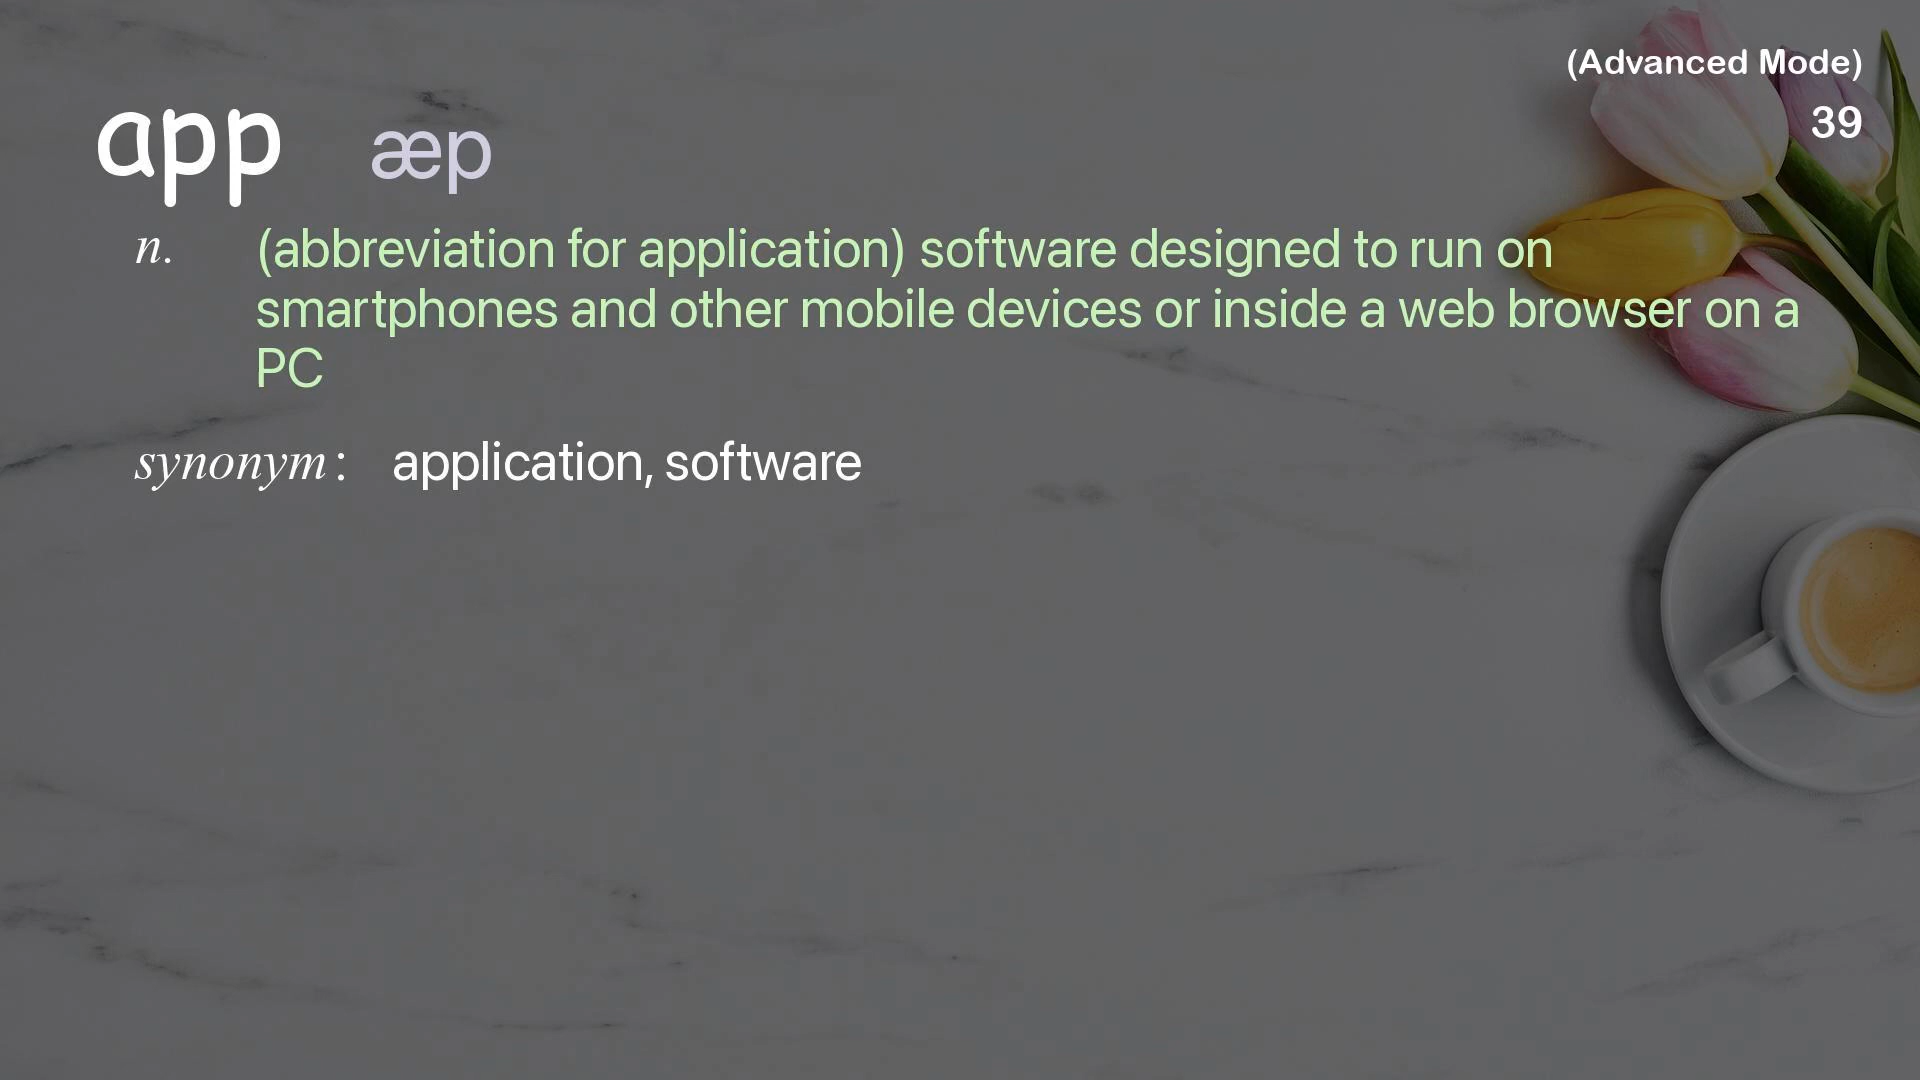 (Advanced Mode)
39
app æp
n. (abbreviation for application) software designed to run on
smartphones and other mobile devices or inside a web browser on a
PC
synonym: application, software